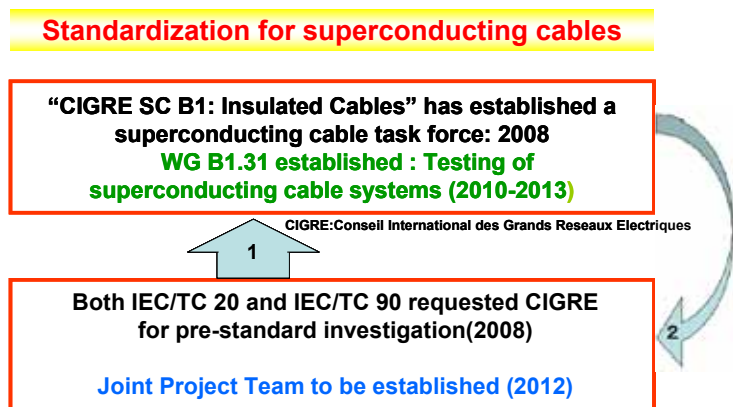 Standardization for superconducting cables
“CIGRE SC B1: Insulated Cables” has established a
superconducting cable task force: 2008
WG B1.31 established : Testing of
superconducting cable systems (2010-2013)
CIGRE:Conseil International des Grands Reseaux Electriques
1
Both IEC/TC 20 and IEC/TC 90 requested CIGRE
for pre-standard investigation(2008)
2
Joint Project Team to be established (2012)